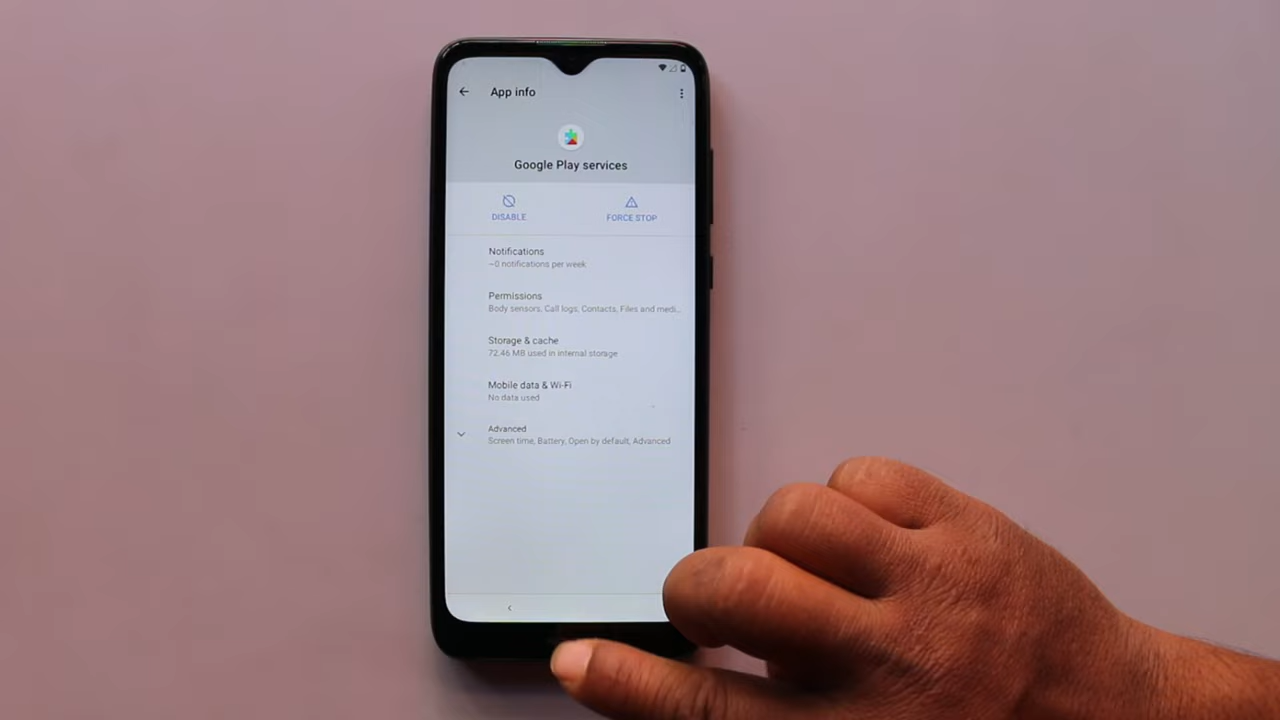 App info
Google Play services
DISABLE
FORCE STOP
Notifications
~0 notifications per week
Permissions
Body sensors, Call logs, Contacts, Files and medi...
Storage & cache
72.46 MB used in internal storage
Mobile data & Wi-Fi
No data used
Advanced
Screen time, Battery, Open by default, Advanced